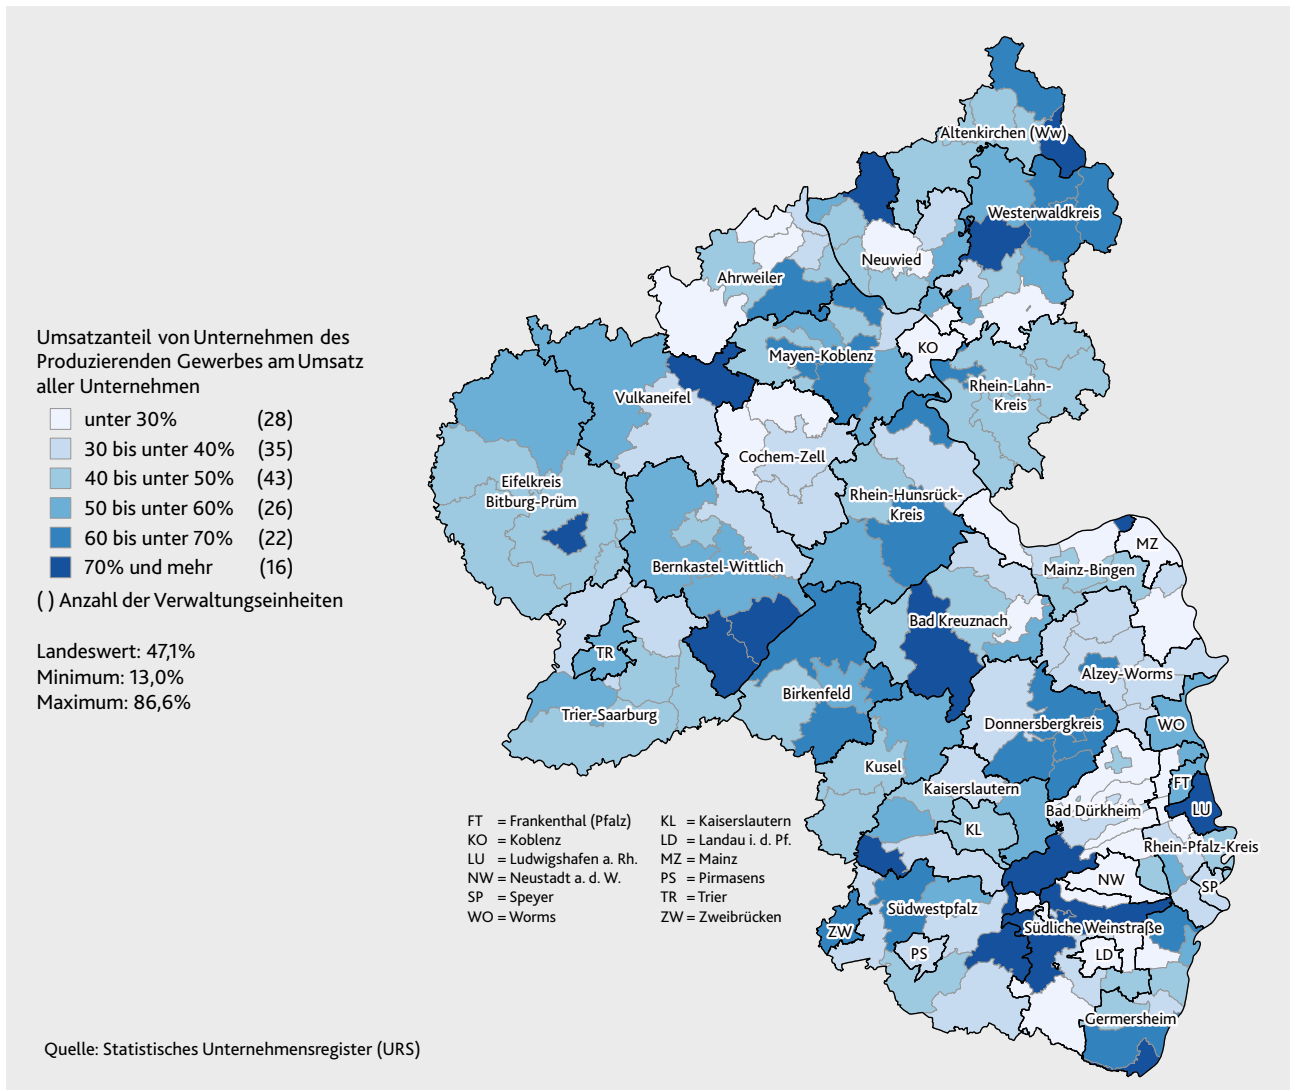 Umsatzanteil von Unternehmen des
Produzierenden Gewerbes am Umsatz
aller Unternehmen
unter 30% (28)
30 bis unter 40% (35)
40 bis unter 50% (43)
50 bis unter 60% (26)
60 bis unter 70% (22)
70% und mehr (16)
( ) Anzahl der Verwaltungseinheiten
Landeswert: 47,1%
Minimum: 13,0%
Maximum: 86,6%
Altenkirchen (Ww)
Westerwaldkreis
Neuwied
Ahrweiler
KO
Mayen-Koblenz
Rhein-Lahn-
Kreis
Vulkaneifel
Cochem-Zell
Eifelkreis
Bitburg-Prüm
Rhein-Hunsrück-
Kreis
MZ
Mainz-Bingen
Bernkastel-Wittlich
Bad Kreuznach
TR
Alzey-Worms
Birkenfeld
Trier-Saarburg
Donnersbergkreis
WO
Kusel
Kaiserslautern
FT
Bad Dürkheim
LU
KL
Rhein-Pfalz-Kreis
NW
SP
Südwestpfalz
ZW
Südliche Weinstraße
PS
LD
Germersheim
FT = Frankenthal (Pfalz)
KO = Koblenz
LU = Ludwigshafen a. Rh.
NW = Neustadt a. d. W.
SP = Speyer
WO = Worms
KL = Kaiserslautern
LD = Landau i. d. Pf.
MZ = Mainz
PS = Pirmasens
TR = Trier
ZW = Zweibrücken
Quelle: Statistisches Unternehmensregister (URS)